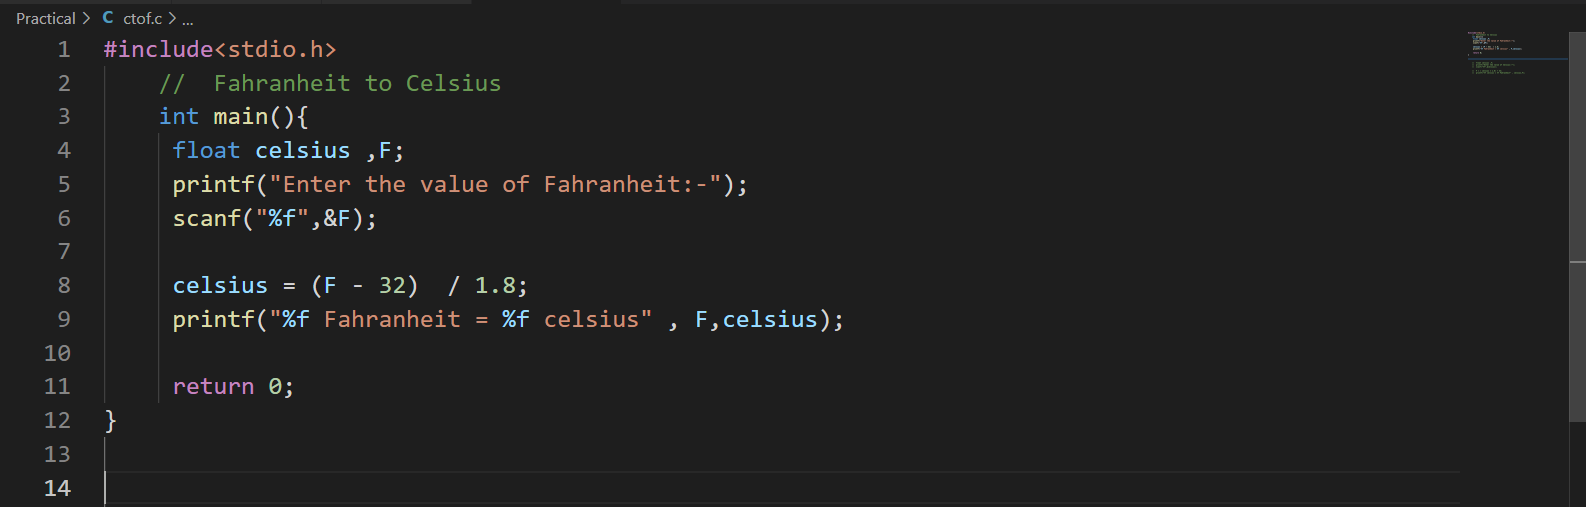 Practical > C ctof.c > ...
1 #include<stdio.h>
2 //  Fahranheit to Celsius
3 int main(){
4 float celsius ,F;
5 printf("Enter the value of Fahranheit:-");
6 scanf("%f",&F);
7
8 celsius = (F - 32)  / 1.8;
9 printf("%f Fahranheit = %f celsius" , F,celsius);
10
11 return 0;
12 }
13
14